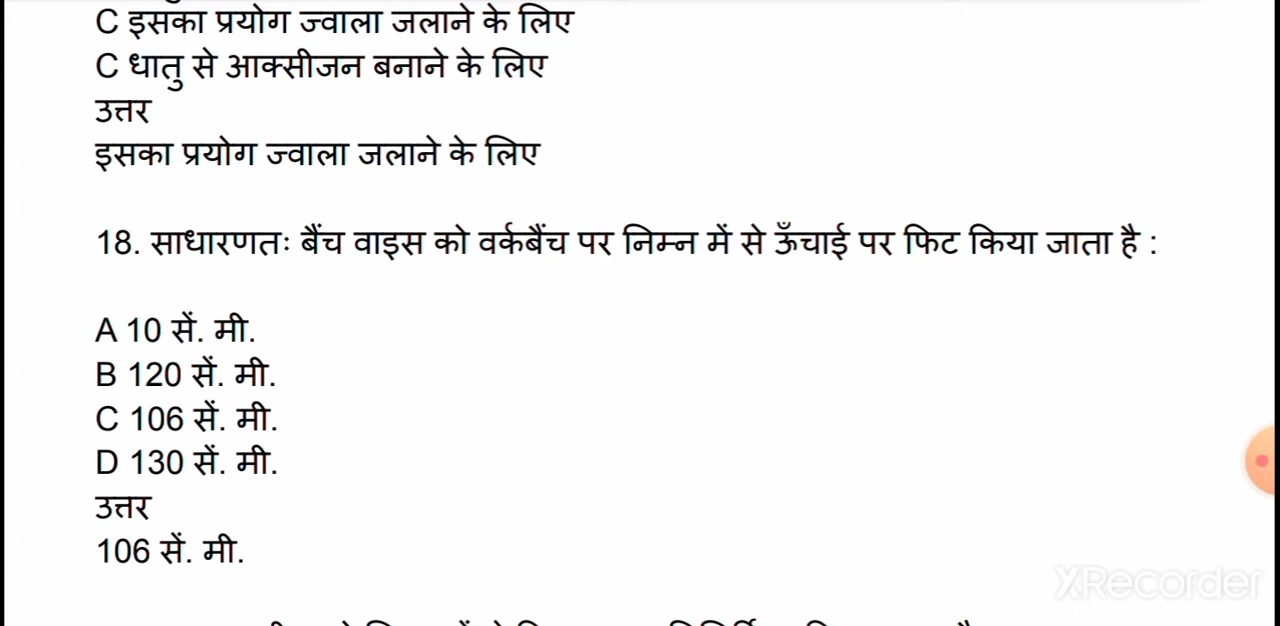 C इसका प्रयोग ज्वाला जलाने के लिए
C धातु से आक्सीजन बनाने के लिए
उत्तर
इसका प्रयोग ज्वाला जलाने के लिए
18. साधारणतः बैंच वाइस को वर्कबैंच पर निम्न में से ऊँचाई पर फिट किया जाता है :
A 10 सें. मी.
B 120 सें. मी.
C 106 सें. मी.
D 130 सें. मी.
उत्तर
106 सें. मी.
XRecorder